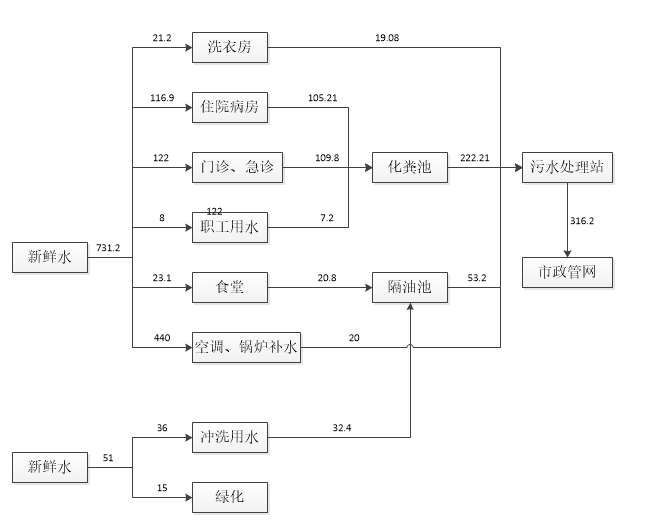 21.2
洗衣房
19.08
116.9
住院病房
105.21
122
门诊、急诊
109.8
化粪池
222.21
污水处理站
122
8
职工用水
7.2
316.2
新鲜水
731.2
市政管网
23.1
食堂
20.8
隔油池
53.2
440
空调、锅炉补水
20
36
冲洗用水
32.4
新鲜水
51
15
绿化